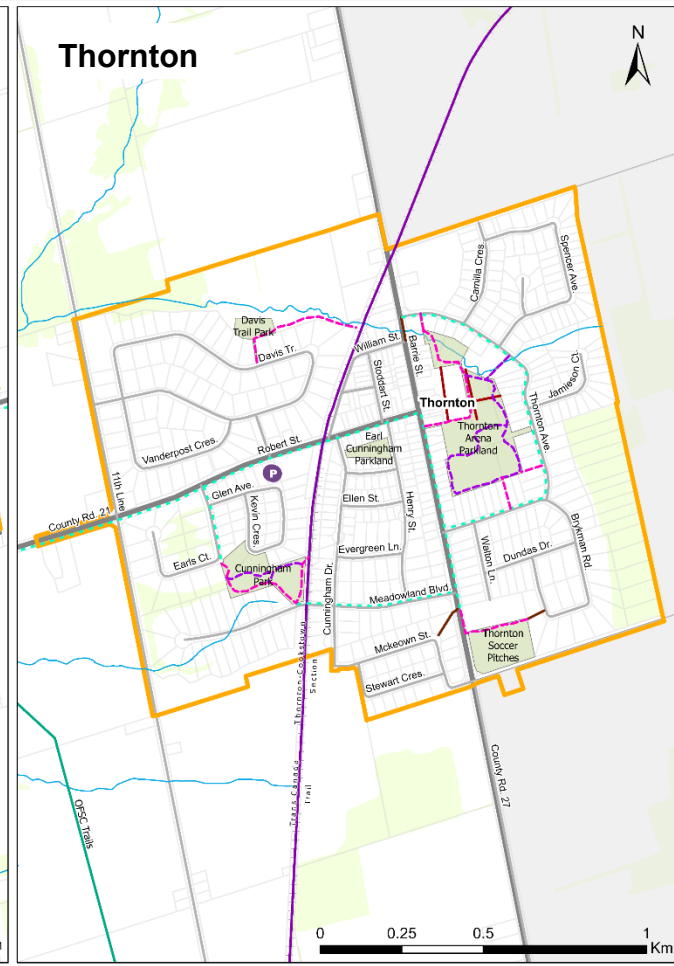 Thornton
N
Spencer Ave.
Camilla Cres.
Davis
Trail Park
William St.
Barrie St.
Davis Tr.
Stoddart St.
Jamieson Cr.
Thornton
Thornton Ave.
Thornton
Arena
Parkland
Vanderpost Cres.
Robert St.
Earl
Cunningham
Parkland
11th Line
P
Glen Ave.
Kevin Cres.
Ellen St.
Henry St.
County Rd. 21
Brykman Rd.
Walton Ln.
Dundas Dr.
Evergreen Ln.
Earls Ct.
Cunningham
Park
Cunningham Dr.
Meadowland Blvd.
Mckeown St.
Thornton
Soccer
Pitches
Stewart Cres.
Thornton-Cookstown
Section
Trans Canada
Trail
County Rd. 27
OFSC Trails
0 0.25 0.5 1
Km